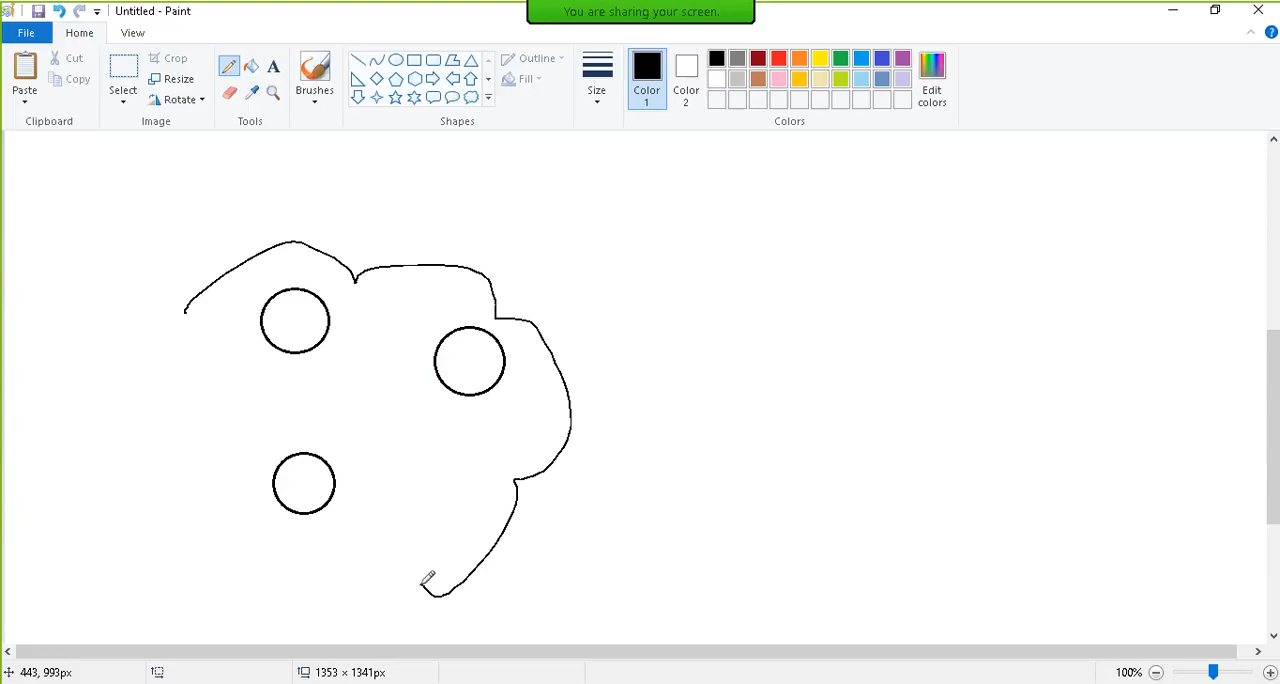 You are sharing your screen.
Untitled - Paint
File Home View
Paste Cut Copy
Clipboard
Select Crop Resize Rotate
Image
A
Tools
Brushes
Outline Fill
Shapes
Size
Color 1 Color 2
Edit colors
Colors
443, 993px 1353 × 1341px 100%